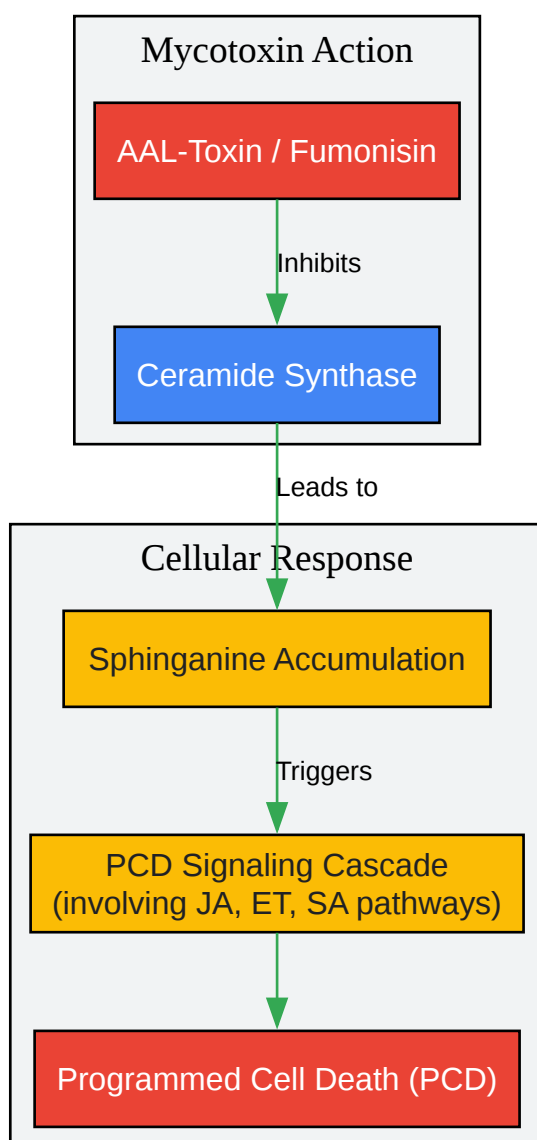 Mycotoxin Action
AAL-Toxin / Fumonisin
Inhibits
Ceramide Synthase
Leads to
Cellular Response
Sphinganine Accumulation
Triggers
PCD Signaling Cascade
(involving JA, ET, SA pathways)
Programmed Cell Death (PCD)